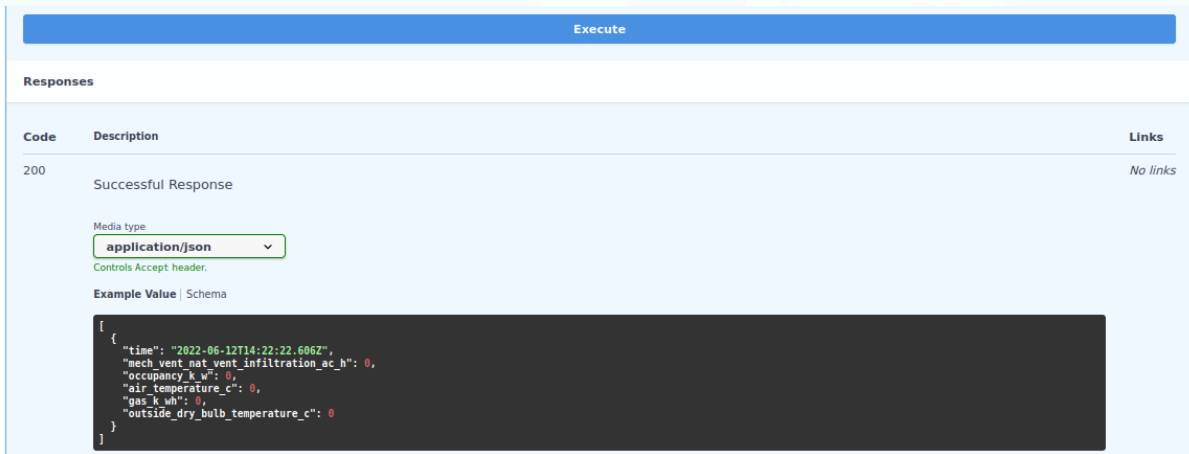 Execute
Responses
Code Description Links
200 Successful Response No links
Media type
application/json
Controls Accept header.
Example Value | Schema
[
  {
    "time": "2022-06-12T14:22:22.606Z",
    "mech_vent_nat_vent_infiltration_ac_h": 0,
    "occupancy_k_w": 0,
    "air_temperature_c": 0,
    "gas_k_wh": 0,
    "outside_dry_bulb_temperature_c": 0
  }
]